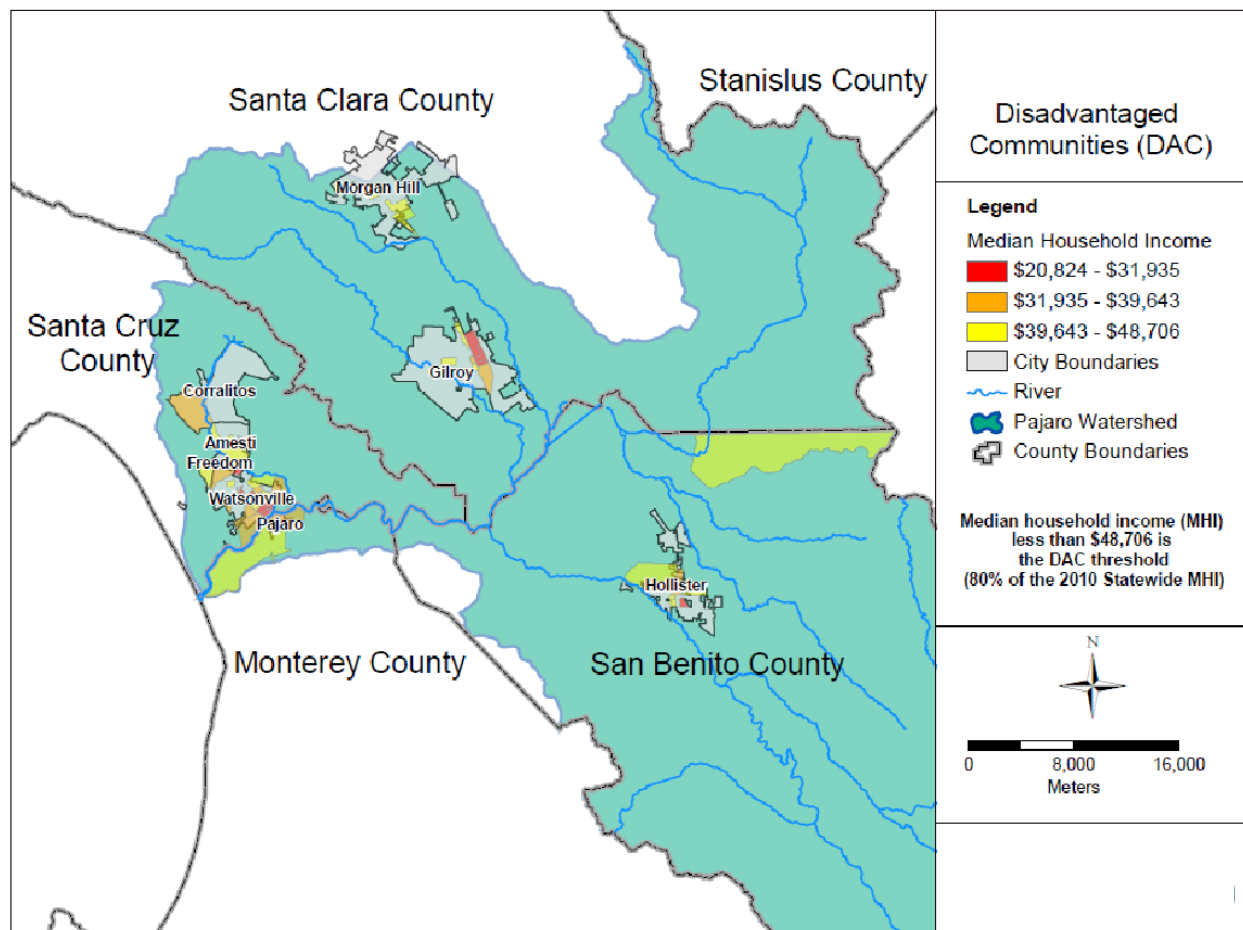 Santa Clara County
Stanislus County
Morgan Hill
Santa Cruz
County
Corralitos
Gilroy
Amesti
Freedom
Watsonville
Pajaro
Hollister
Monterey County
San Benito County
Disadvantaged
Communities (DAC)
Legend
Median Household Income
$20,824 - $31,935
$31,935 - $39,643
$39,643 - $48,706
City Boundaries
River
Pajaro Watershed
County Boundaries
Median household income (MHI)
less than $48,706 is
the DAC threshold
(80% of the 2010 Statewide MHI)
N
0 8,000 16,000
Meters